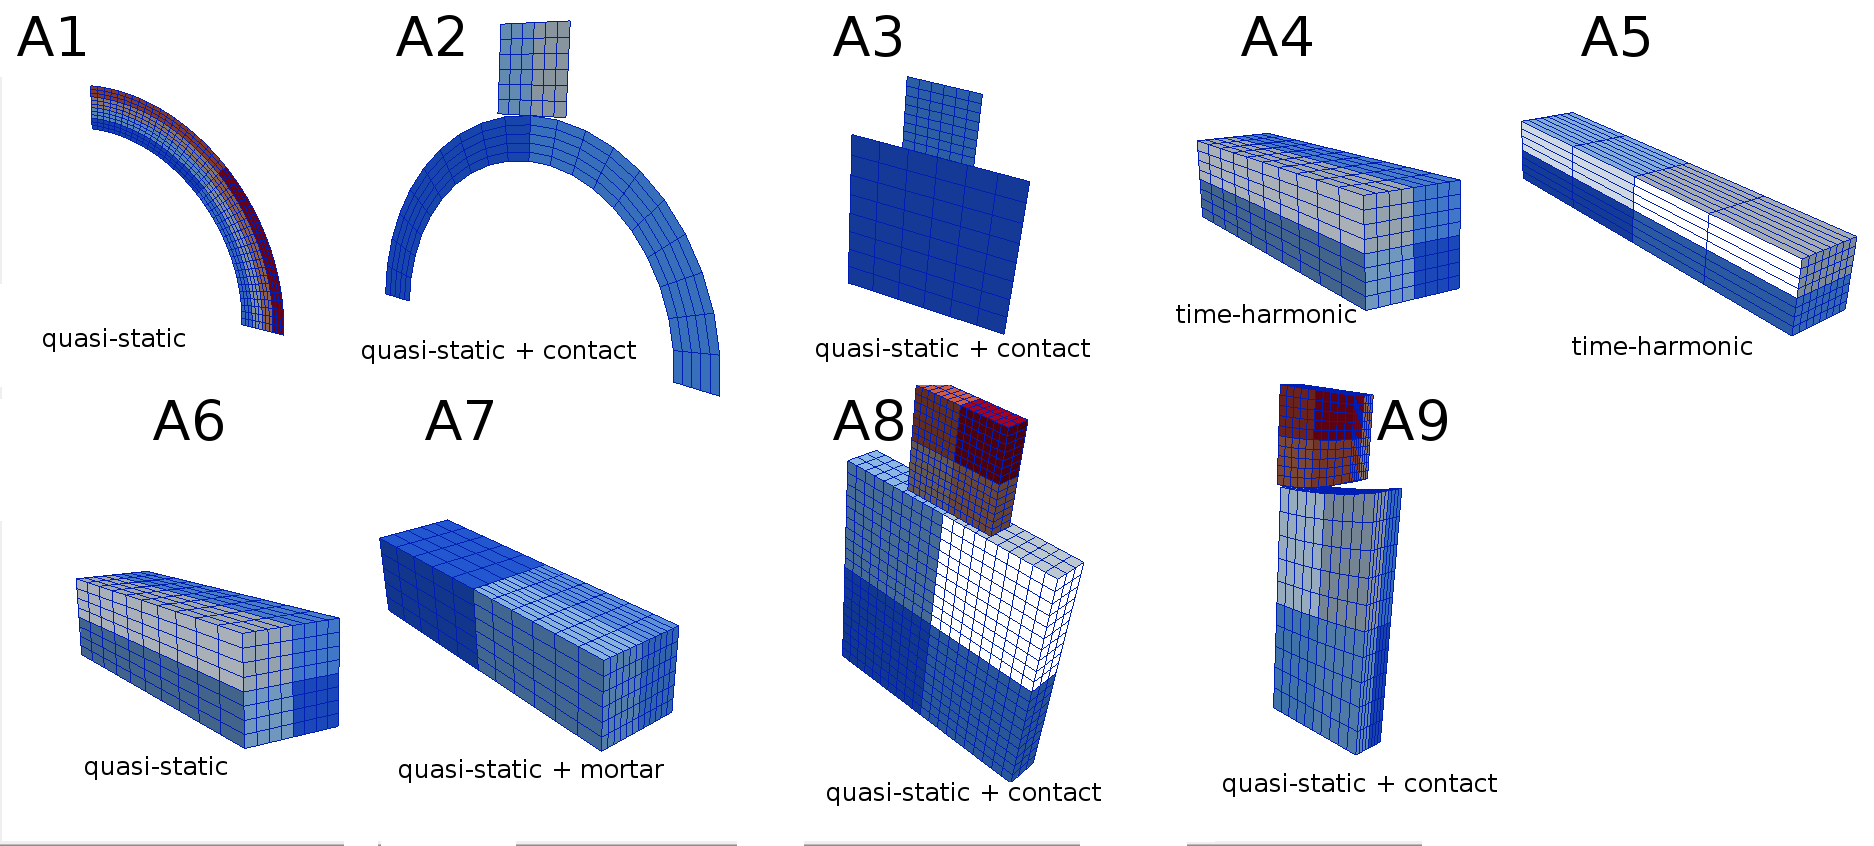 A1
A2
A3
A4
A5
quasi-static
quasi-static + contact
quasi-static + contact
time-harmonic
time-harmonic
A6
A7
A8
A9
quasi-static
quasi-static + mortar
quasi-static + contact
quasi-static + contact